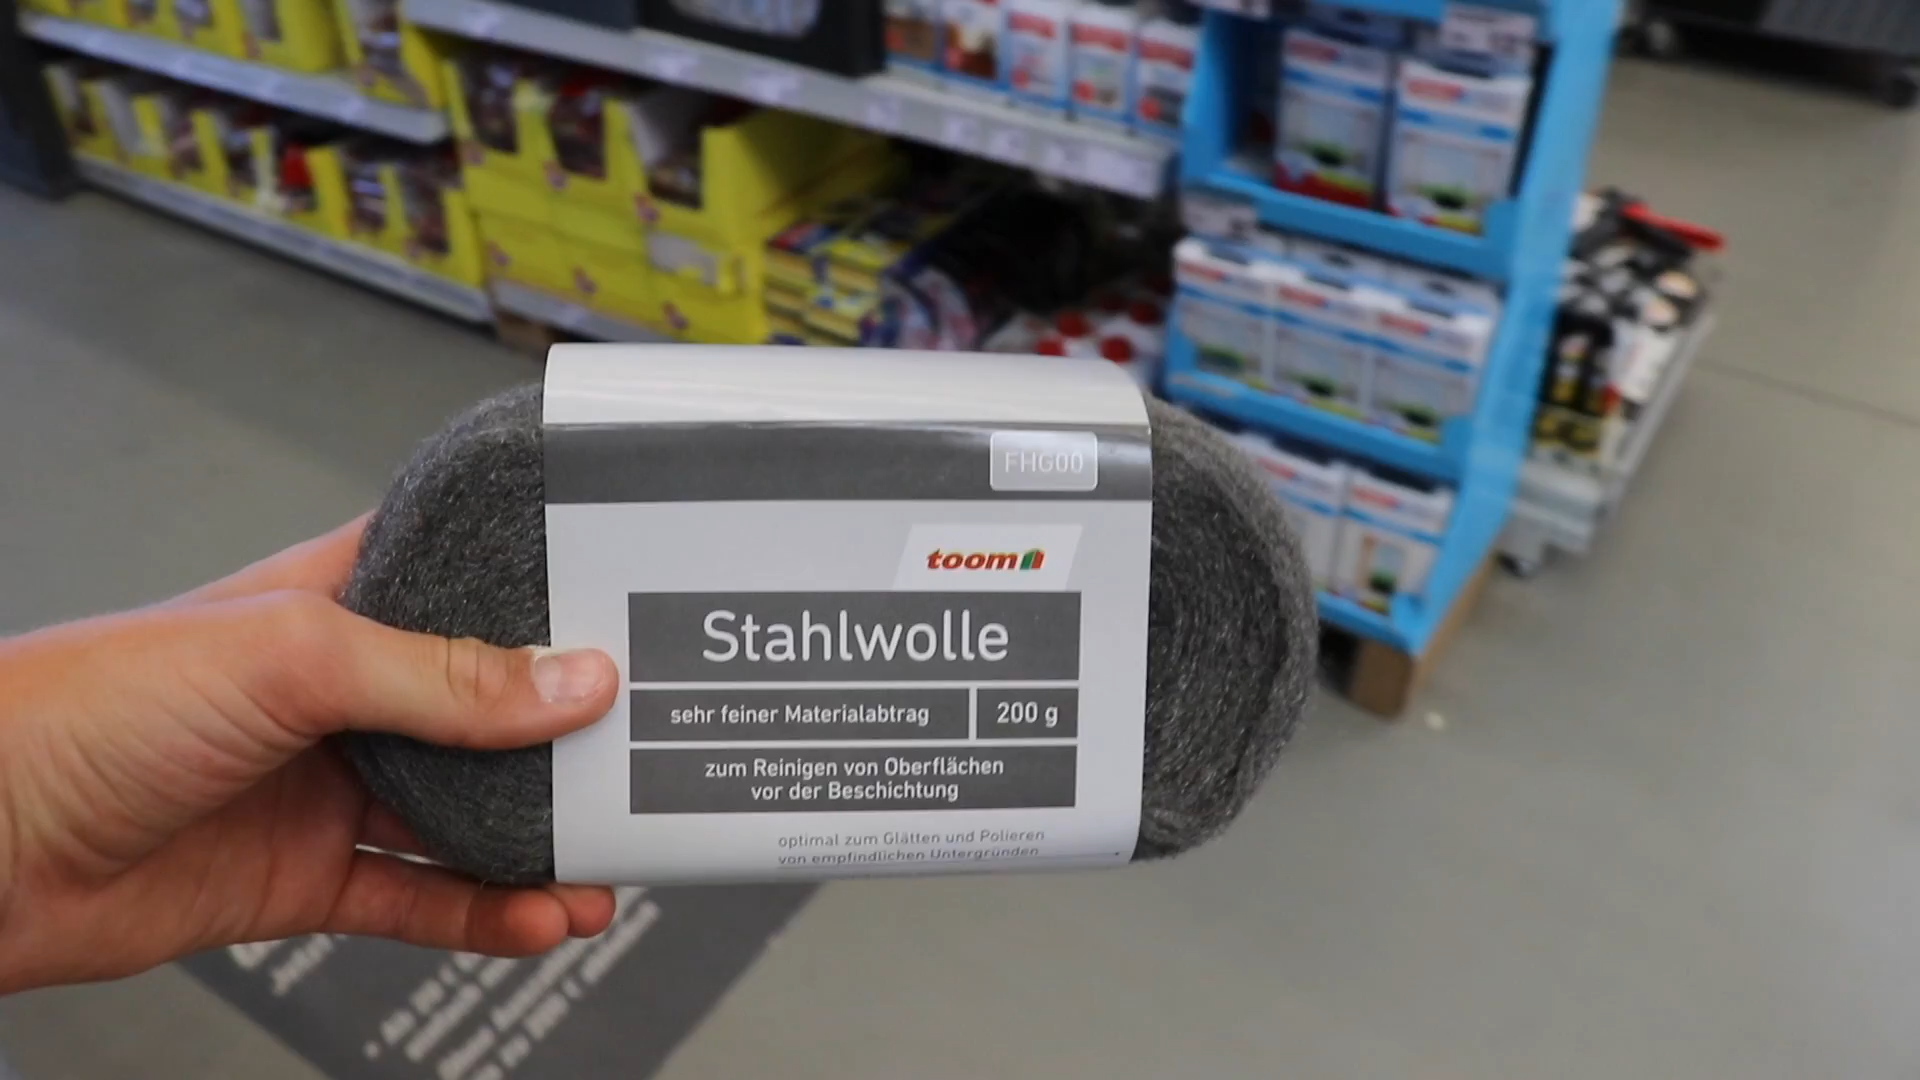 FHG00
toom
Stahlwolle
sehr feiner Materialabtrag
200 g
zum Reinigen von Oberflächen
vor der Beschichtung
optimal zum Glätten und Polieren
von empfindlichen Untergründen